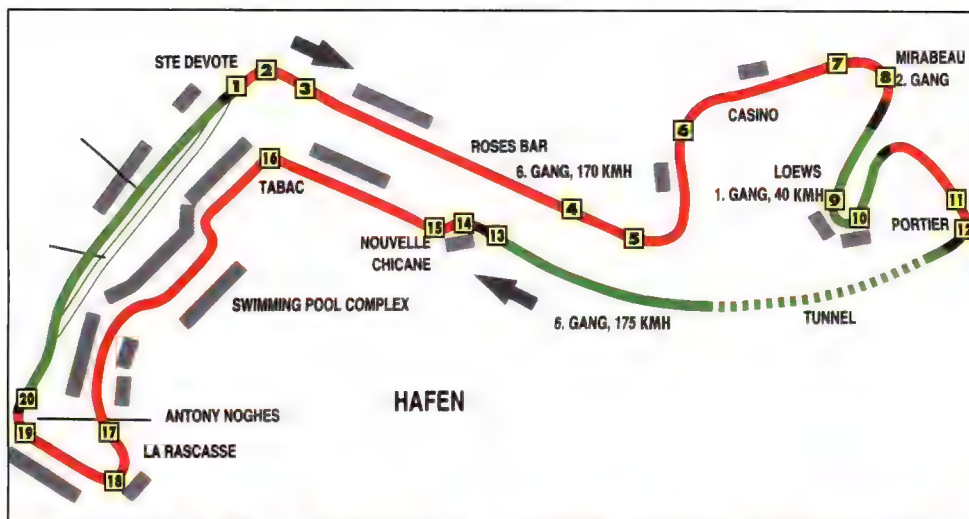 STE DEVOTE
1
2
3
7
8
MIRABEAU
2. GANG
CASINO
6
ROSES BAR
6. GANG, 170 KMH
LOEWS
1. GANG, 40 KMH
9
10
11
PORTIER
12
16
TABAC
4
5
15
14
13
NOUVELLE
CHICANE
SWIMMING POOL COMPLEX
6. GANG, 175 KMH
TUNNEL
HAFEN
20
19
ANTONY NOGHES
17
LA RASCASSE
18